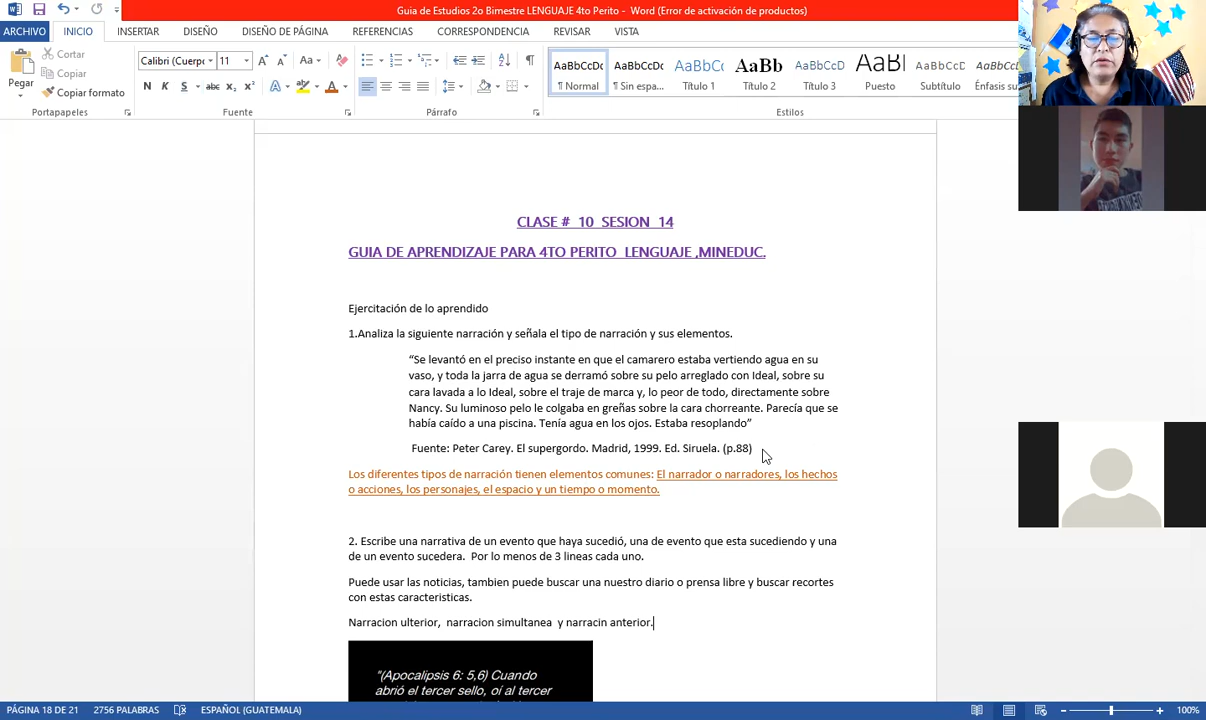 Guia de Estudios 2o Bimestre LENGUAJE 4to Perito - Word (Error de activación de productos)
ARCHIVO INICIO INSERTAR DISEÑO DISEÑO DE PÁGINA REFERENCIAS CORRESPONDENCIA REVISAR VISTA
Pegar
Cortar
Copiar
Copiar formato
Portapapeles
Calibri (Cuerp 11
N K S abc X₂ X²
Fuente
Párrafo
AaBbCcDc AaBbCcDc AaBbCc AaBb AaBbCcDc AaBl AaBbCcD AaBbCcDc
¶ Normal ¶ Sin espa... Título 1 Título 2 Título 3 Puesto Subtítulo Énfasis su
Estilos
CLASE # 10 SESION 14
GUIA DE APRENDIZAJE PARA 4TO PERITO LENGUAJE ,MINEDUC.
Ejercitación de lo aprendido
1.Analiza la siguiente narración y señala el tipo de narración y sus elementos.
“Se levantó en el preciso instante en que el camarero estaba vertiendo agua en su
vaso, y toda la jarra de agua se derramó sobre su pelo arreglado con Ideal, sobre su
cara lavada a lo Ideal, sobre el traje de marca y, lo peor de todo, directamente sobre
Nancy. Su luminoso pelo le colgaba en greñas sobre la cara chorreante. Parecía que se
había caído a una piscina. Tenía agua en los ojos. Estaba resoplando”
Fuente: Peter Carey. El supergordo. Madrid, 1999. Ed. Siruela. (p.88)
Los diferentes tipos de narración tienen elementos comunes: El narrador o narradores, los hechos
o acciones, los personajes, el espacio y un tiempo o momento.
2. Escribe una narrativa de un evento que haya sucedió, una de evento que esta sucediendo y una
de un evento sucedera. Por lo menos de 3 lineas cada uno.
Puede usar las noticias, tambien puede buscar una nuestro diario o prensa libre y buscar recortes
con estas caracteristicas.
Narracion ulterior, narracion simultanea y narracin anterior.
"(Apocalipsis 6: 5,6) Cuando
abrió el tercer sello, oí al tercer
PÁGINA 18 DE 21 2756 PALABRAS ESPAÑOL (GUATEMALA) 100%